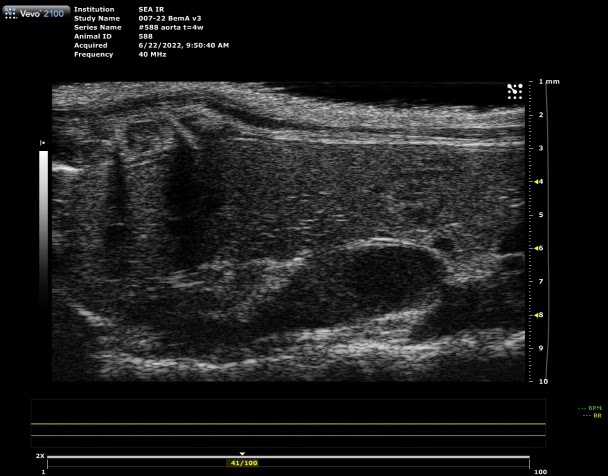 Vevo 2100
Institution SEA IR
Study Name 007-22 BemA v3
Series Name #588 aorta t=4w
Animal ID 588
Acquired 6/22/2022, 9:50:40 AM
Frequency 40 MHz
1 mm
2
3
4
5
6
7
8
9
10
--- BPM
--- RR
2X
41/100
1 100